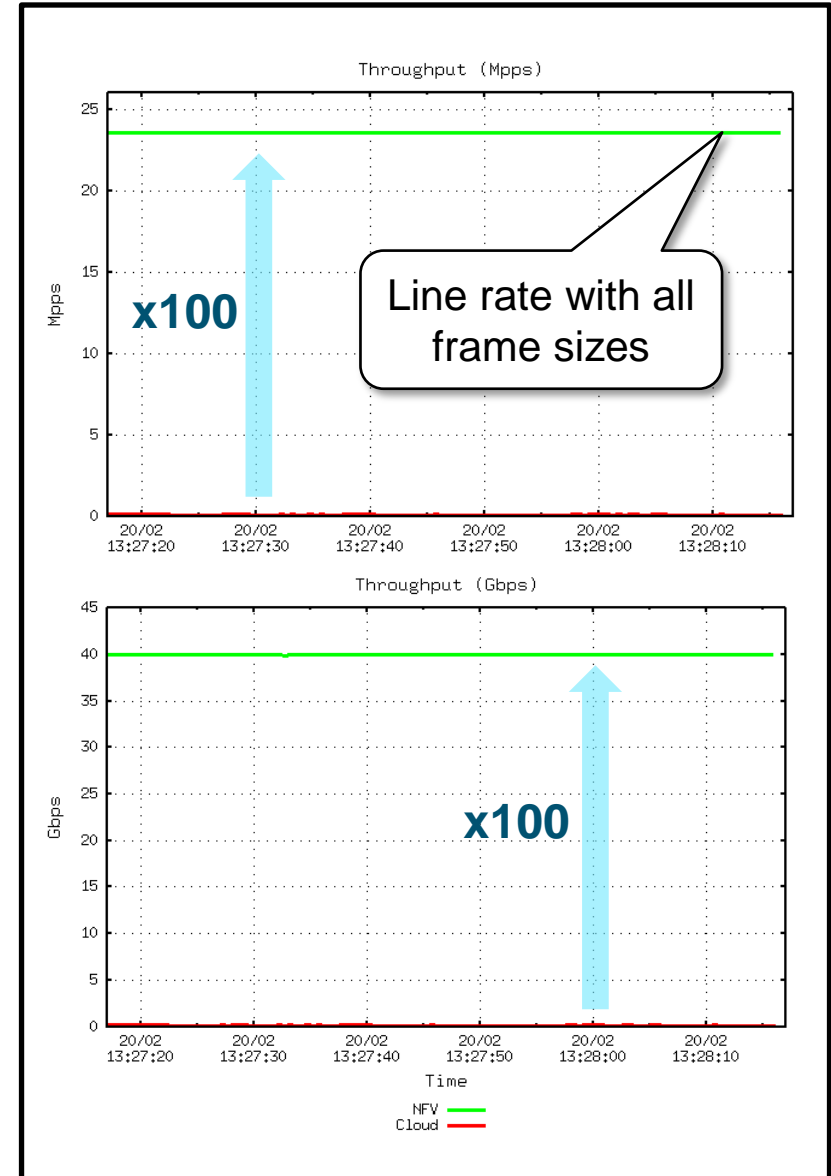 Throughput (Mpps)
25
20
15
10
5
0
Mpps
x100
Line rate with all
frame sizes
20/02 20/02 20/02 20/02 20/02 20/02
13:27:20 13:27:30 13:27:40 13:27:50 13:28:00 13:28:10
Throughput (Gbps)
45
40
35
30
25
20
15
10
5
0
Gbps
x100
20/02 20/02 20/02 20/02 20/02 20/02
13:27:20 13:27:30 13:27:40 13:27:50 13:28:00 13:28:10
Time
NFV
Cloud